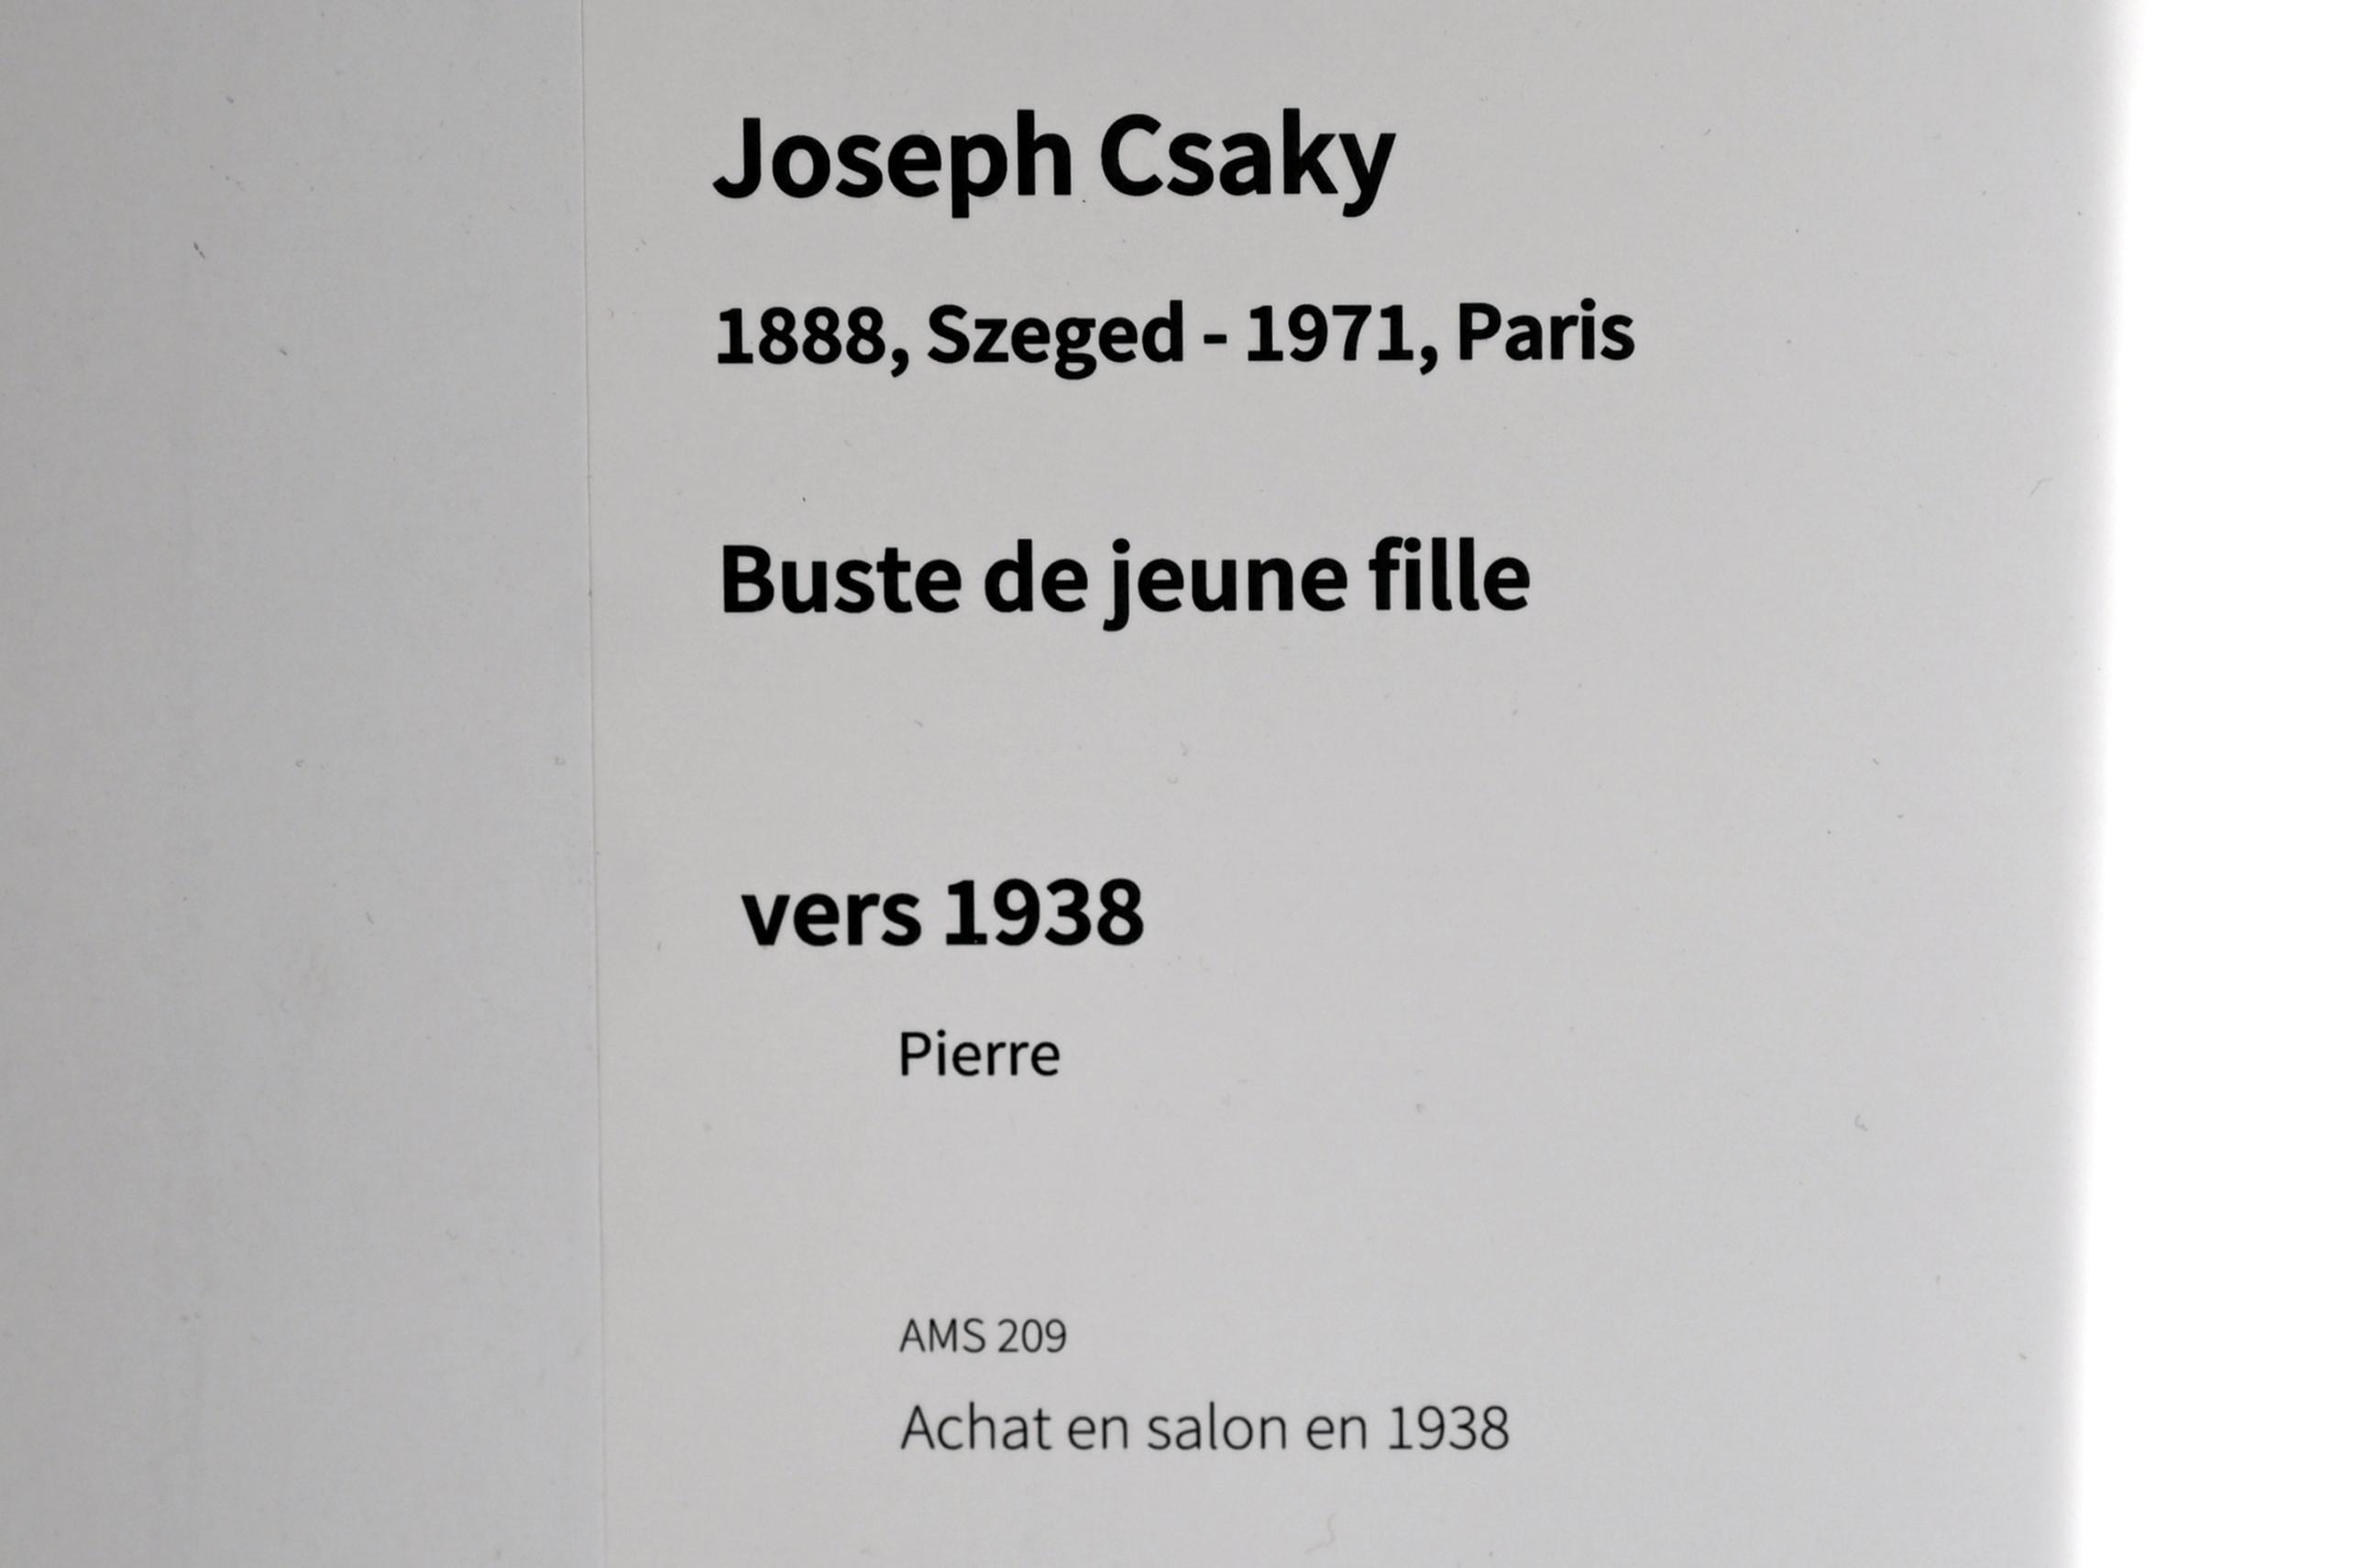 Joseph Csaky
1888, Szeged - 1971, Paris
Buste de jeune fille
vers 1938
Pierre
AMS 209
Achat en salon en 1938